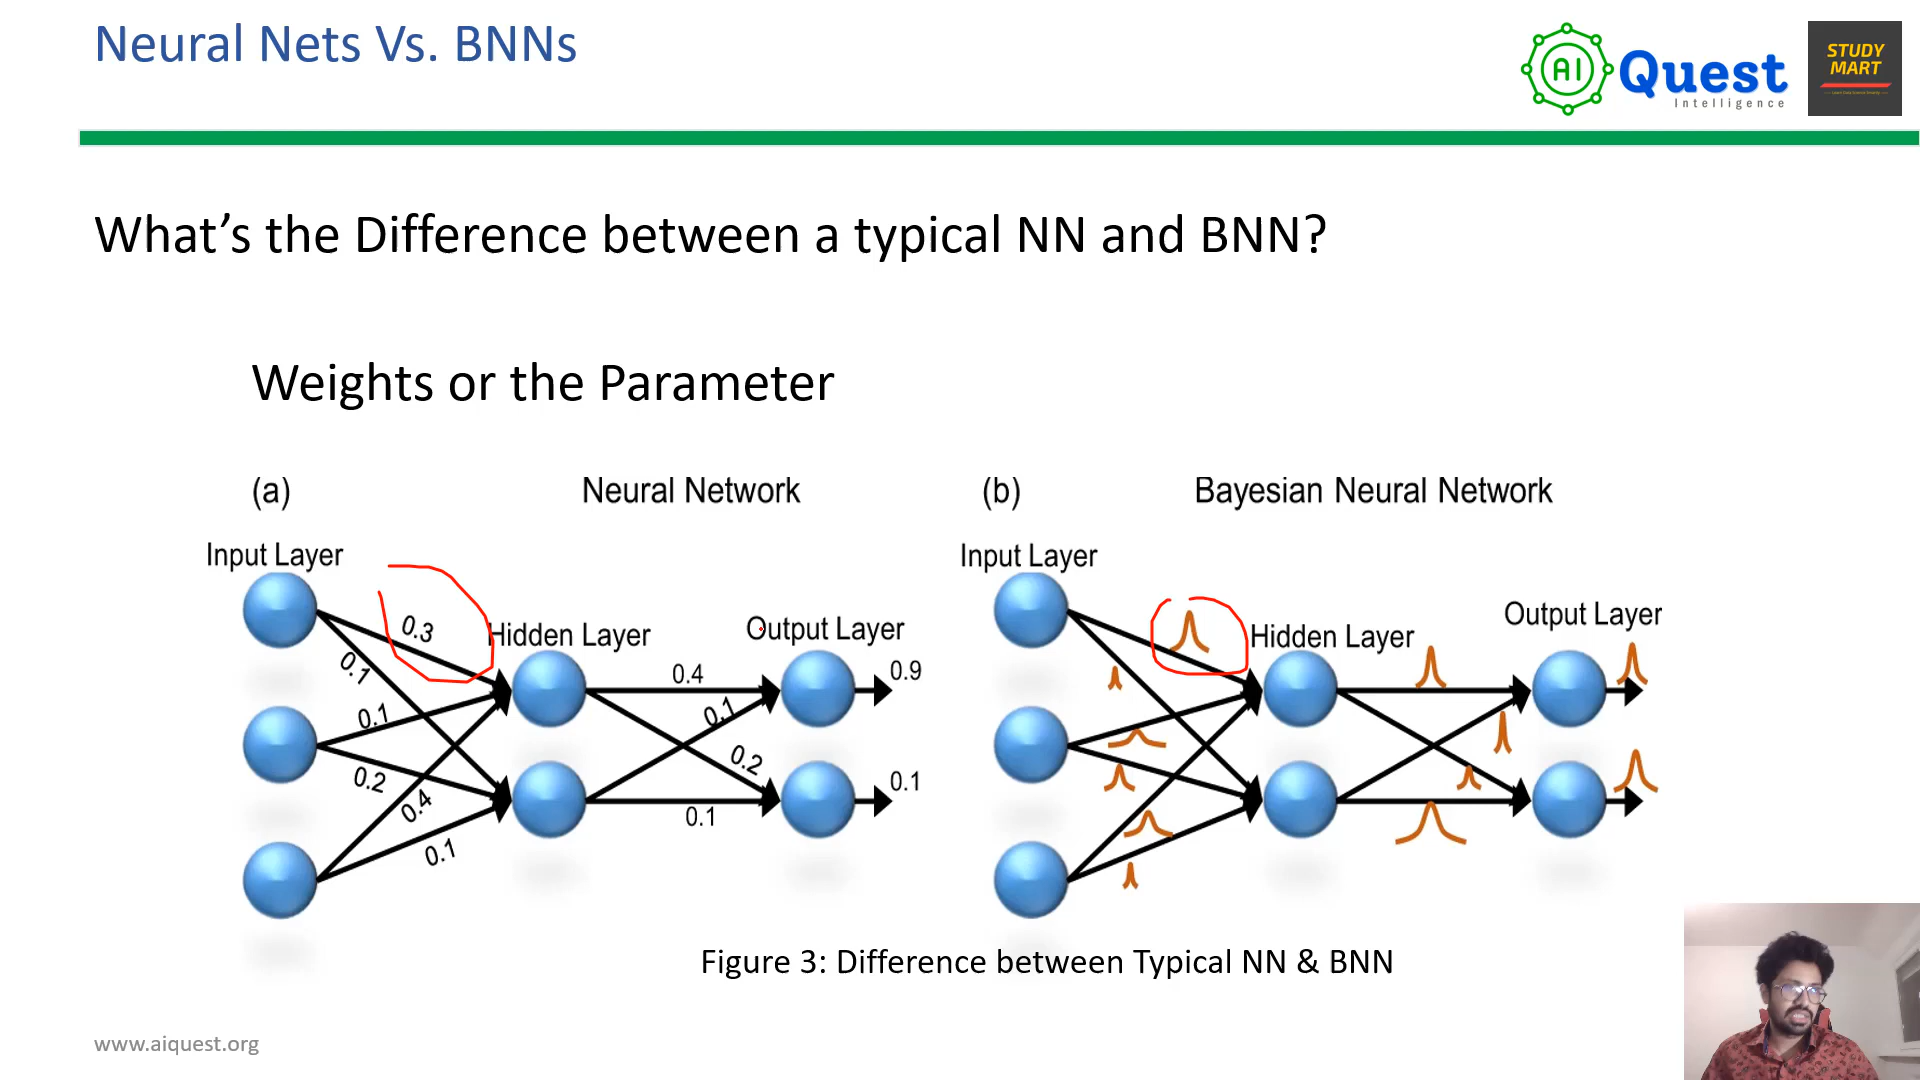 Neural Nets Vs. BNNs
AI Quest
Intelligence
STUDY
MART
What's the Difference between a typical NN and BNN?
Weights or the Parameter
(a) Neural Network
(b) Bayesian Neural Network
Input Layer
0.3
Hidden Layer
Output Layer
0.1
0.4
0.9
0.1
0.1
0.2
0.2
0.1
0.4
0.1
0.1
Input Layer
Hidden Layer
Output Layer
Figure 3: Difference between Typical NN & BNN
www.aiquest.org